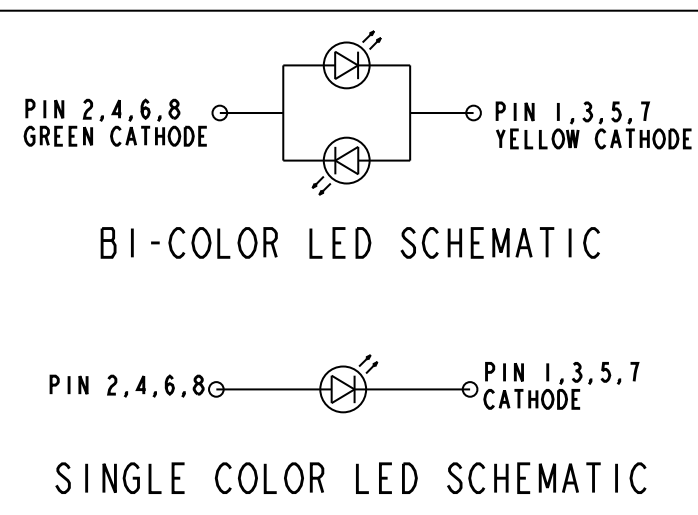 PIN 2,4,6,8
GREEN CATHODE
PIN 1,3,5,7
YELLOW CATHODE
BI-COLOR LED SCHEMATIC
PIN 2,4,6,8
PIN 1,3,5,7
CATHODE
SINGLE COLOR LED SCHEMATIC